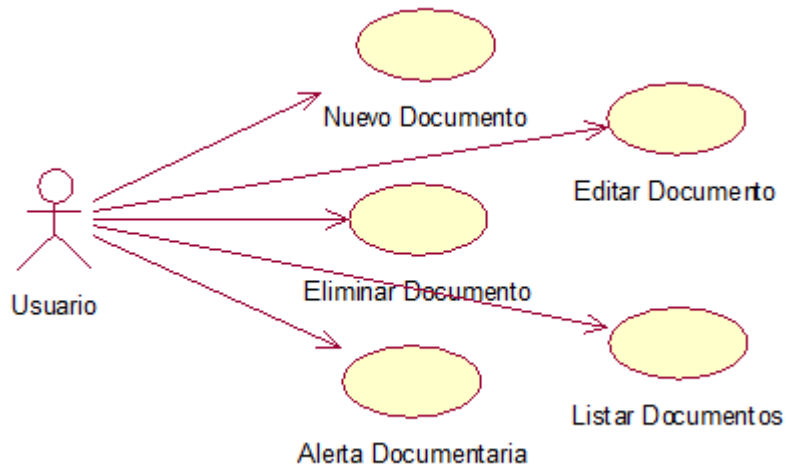 Nuevo Documento
Editar Documento
Eliminar Documento
Usuario
Listar Documentos
Alerta Documentaria